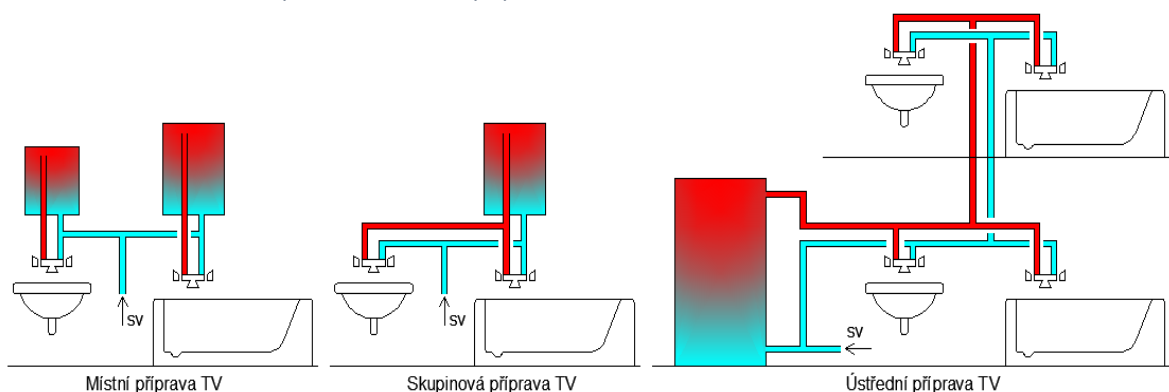 SV
SV
SV
Místní příprava TV
Skupinová příprava TV
Ústřední příprava TV